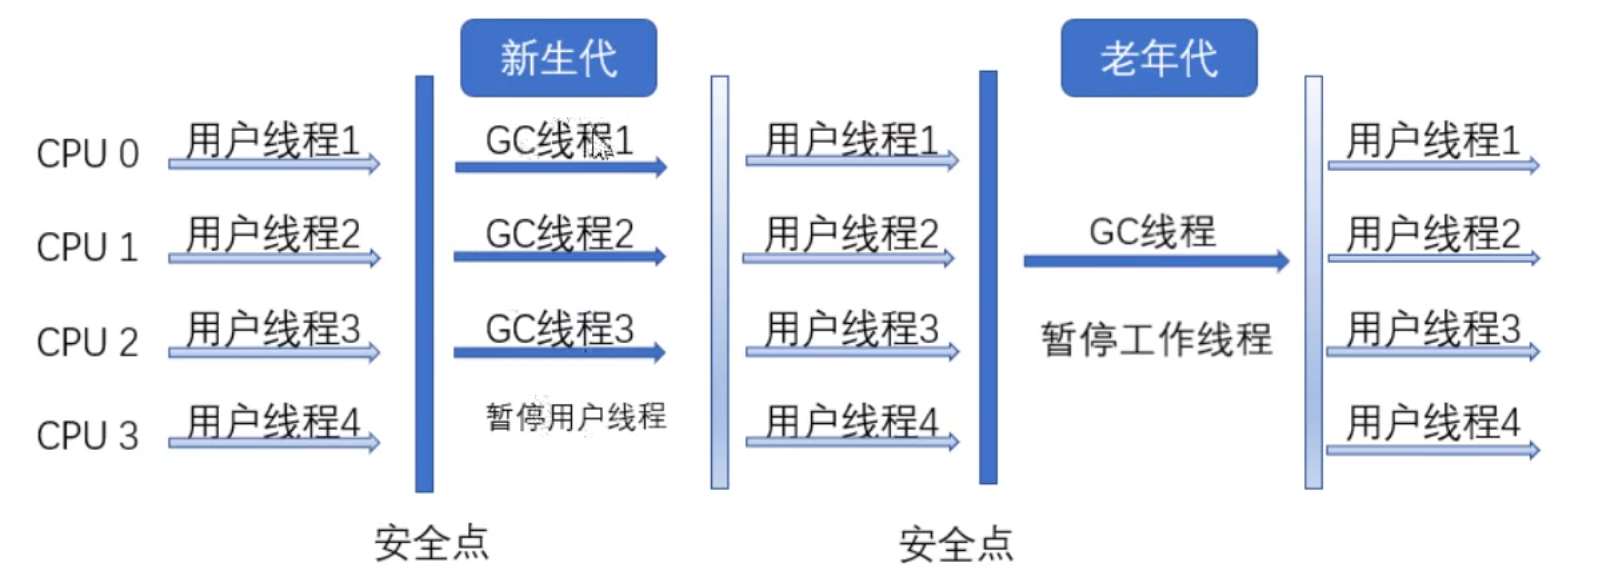 新生代
老年代
CPU 0
用户线程1
GC线程1
用户线程1
用户线程1
CPU 1
用户线程2
GC线程2
用户线程2
GC线程
用户线程2
CPU 2
用户线程3
GC线程3
用户线程3
暂停工作线程
用户线程3
CPU 3
用户线程4
暂停用户线程
用户线程4
用户线程4
安全点
安全点